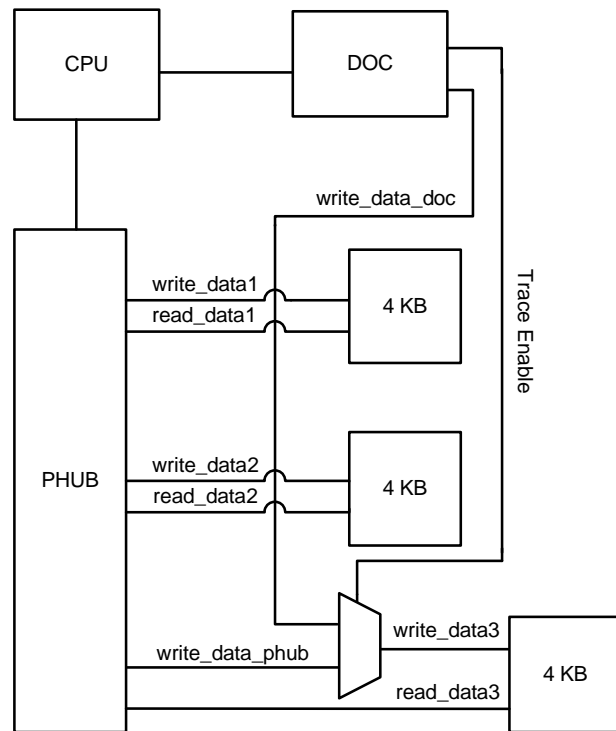 CPU
DOC
write_data_doc
write_data1
read_data1
4 KB
Trace Enable
PHUB
write_data2
read_data2
4 KB
write_data_phub
write_data3
read_data3
4 KB